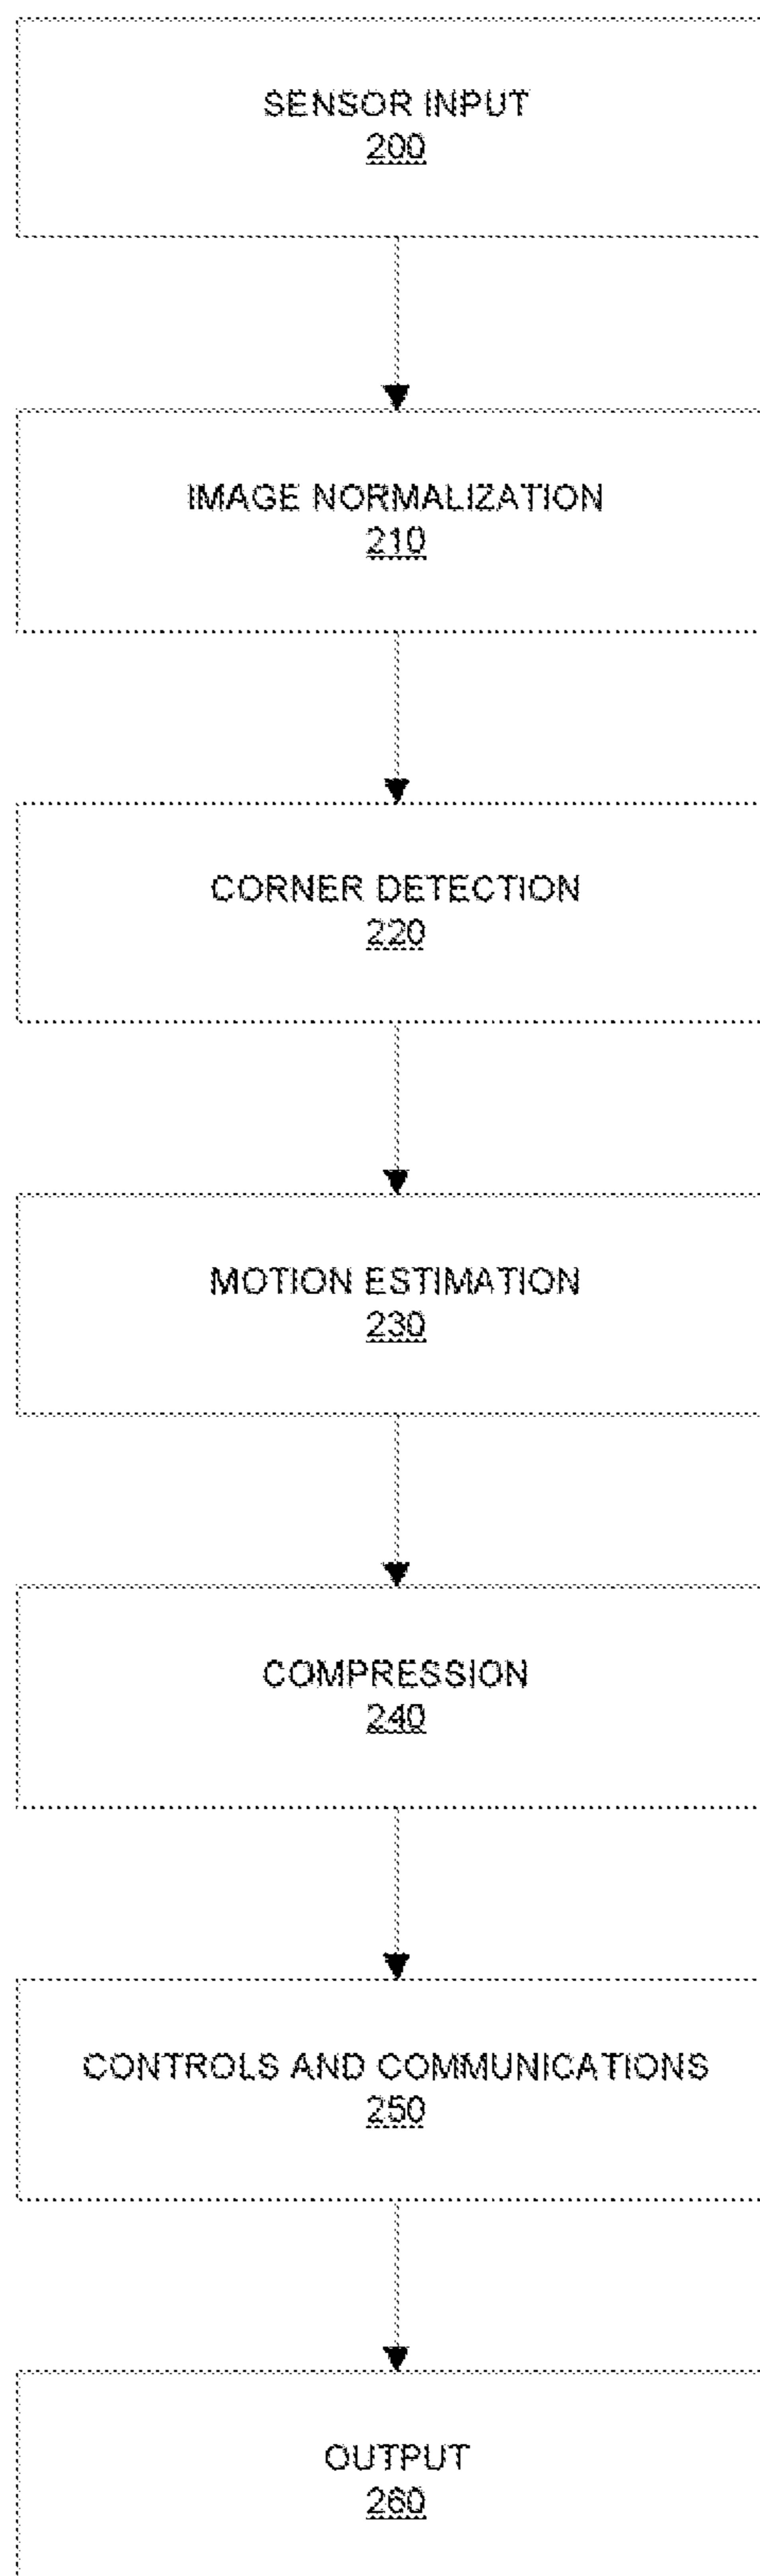 SENSOR INPUT
200
IMAGE NORMALIZATION
210
CORNER DETECTION
220
MOTION ESTIMATION
230
COMPRESSION
240
CONTROLS AND COMMUNICATIONS
250
OUTPUT
260